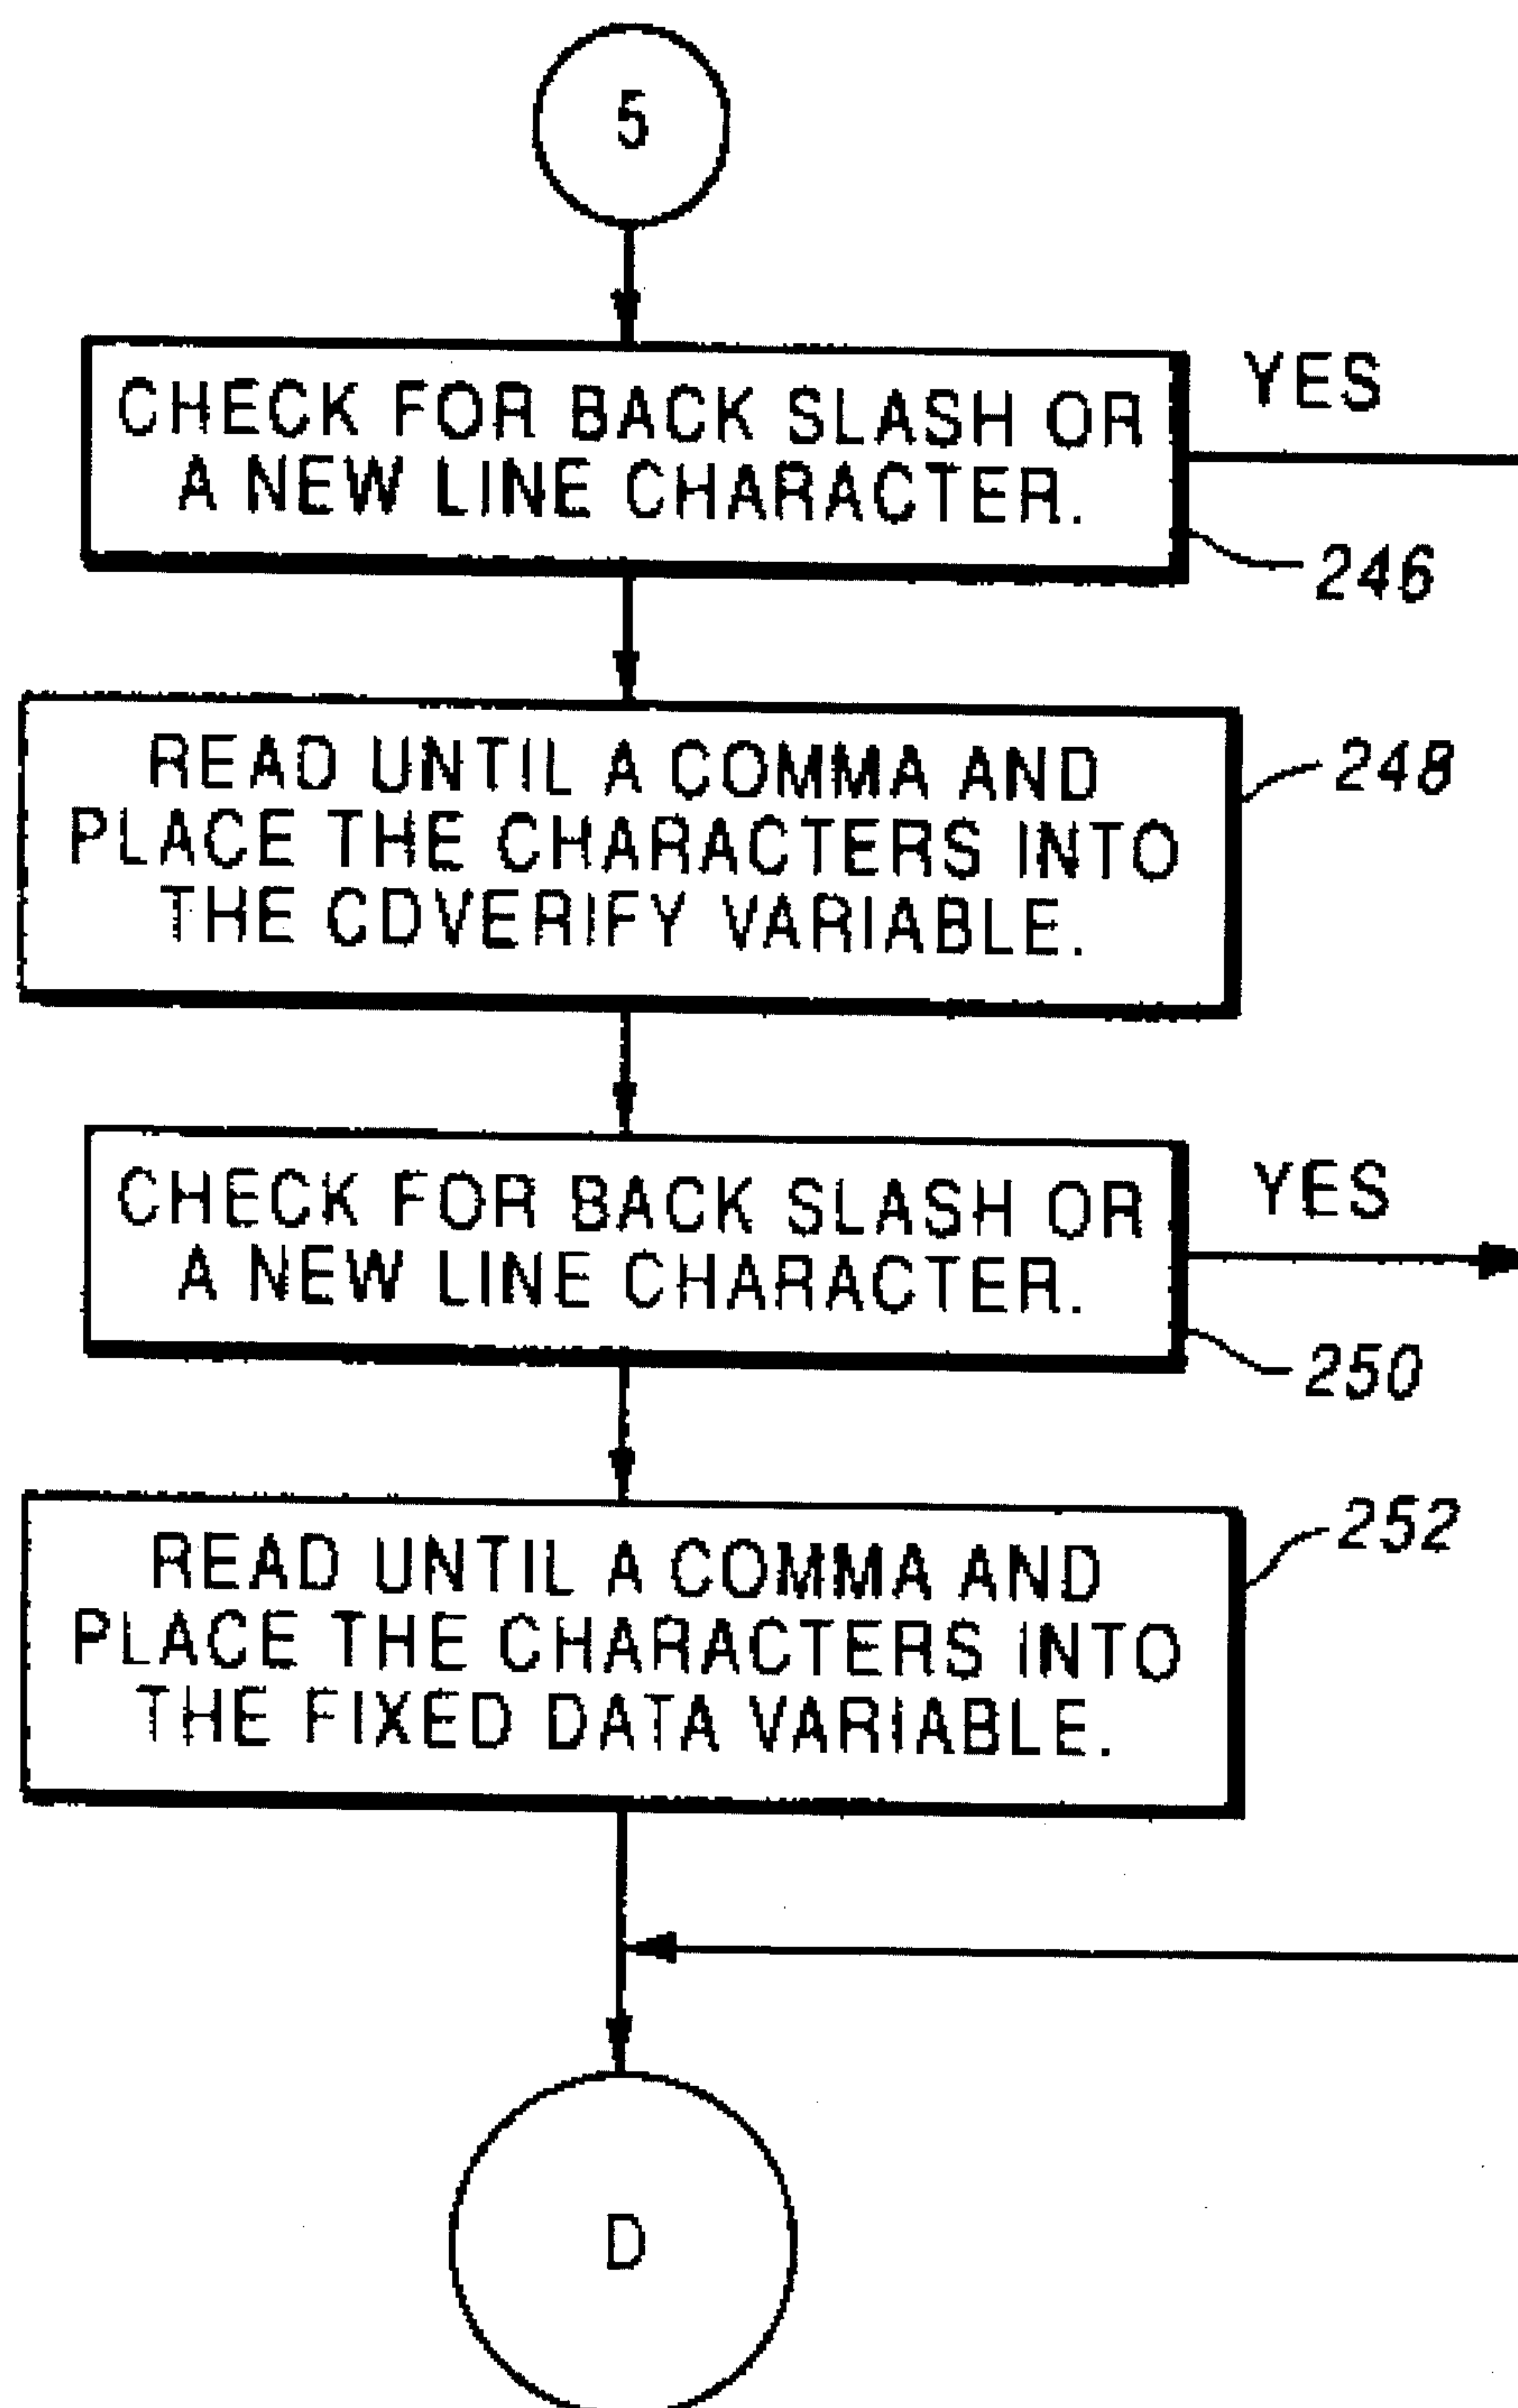 5
CHECK FOR BACK SLASH OR
A NEW LINE CHARACTER.
YES
246
READ UNTIL A COMMA AND
PLACE THE CHARACTERS INTO
THE CDVERIFY VARIABLE.
248
CHECK FOR BACK SLASH OR
A NEW LINE CHARACTER.
YES
250
READ UNTIL A COMMA AND
PLACE THE CHARACTERS INTO
THE FIXED DATA VARIABLE.
252
D